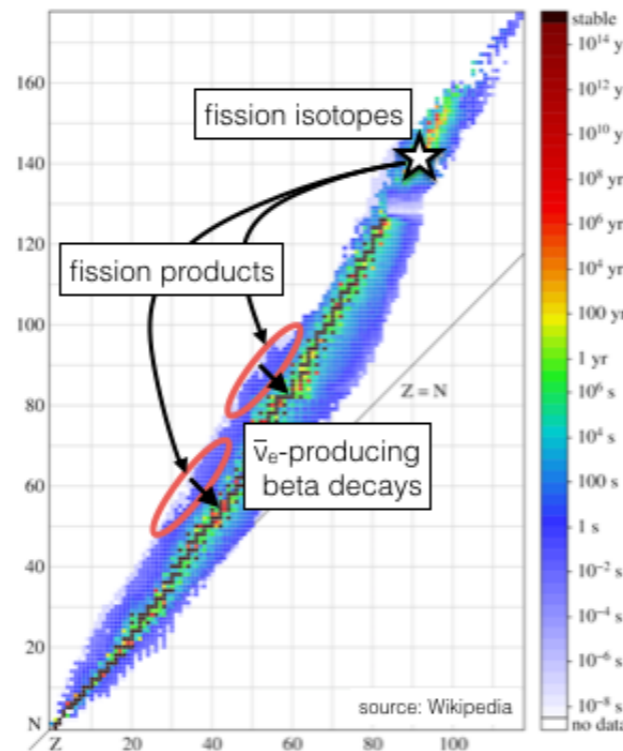 stable
10¹⁴ y
10¹² y
10¹⁰ y
10⁸ yr
10⁶ yr
10⁴ yr
100 yr
1 yr
10⁶ s
10⁴ s
100 s
1 s
10⁻² s
10⁻⁴ s
10⁻⁶ s
10⁻⁸ s
no data
160
140
120
100
80
60
40
20
N
Z
20
40
60
80
100
fission isotopes
fission products
Z = N
ν̅ₑ-producing
beta decays
source: Wikipedia